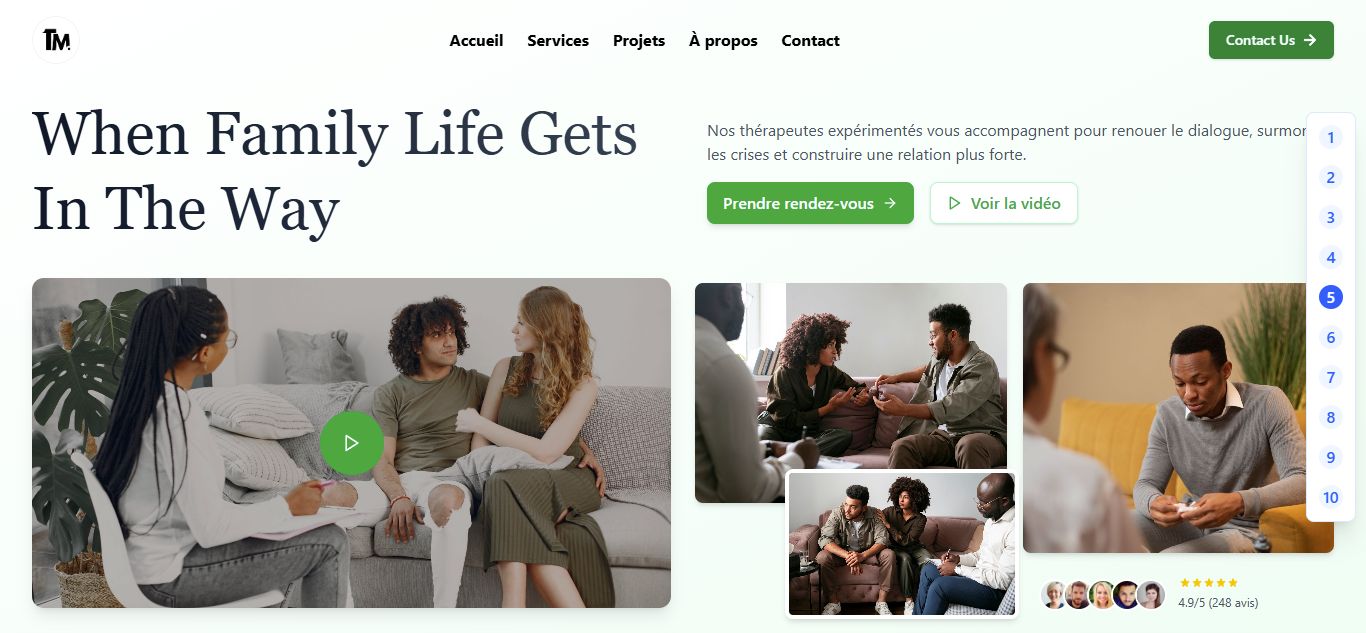 TM
Accueil Services Projets À propos Contact
Contact Us
When Family Life Gets
In The Way
Nos thérapeutes expérimentés vous accompagnent pour renouer le dialogue,
les crises et construire une relation plus forte.
Prendre rendez-vous
Voir la vidéo
1
2
3
4
5
6
7
8
9
10
4.9/5 (248 avis)